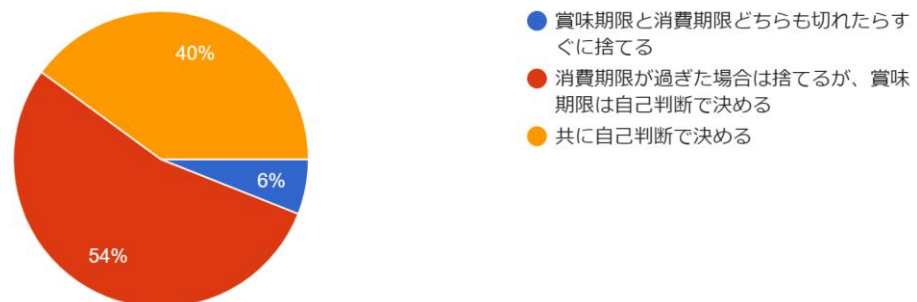 40%
6%
54%
賞味期限と消費期限どちらも切れたらす
ぐに捨てる
消費期限が過ぎた場合は捨てるが、賞味
期限は自己判断で決める
共に自己判断で決める